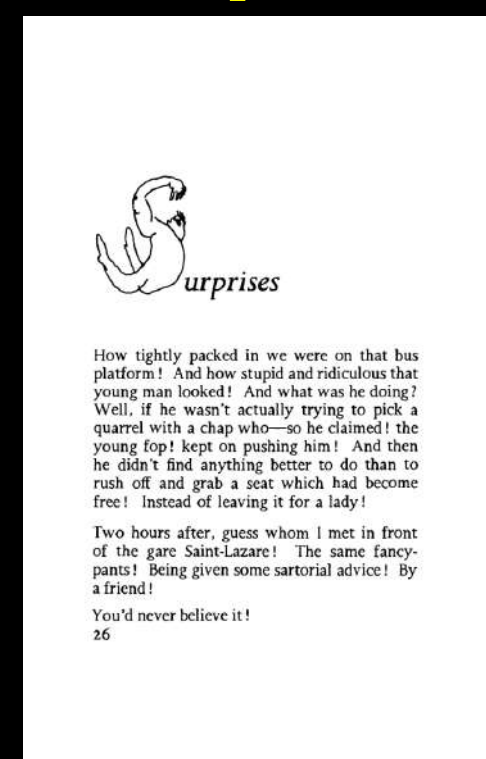 Surprises
How tightly packed in we were on that bus
platform! And how stupid and ridiculous that
young man looked! And what was he doing?
Well, if he wasn't actually trying to pick a
quarrel with a chap who—so he claimed! the
young fop! kept on pushing him! And then
he didn't find anything better to do than to
rush off and grab a seat which had become
free! Instead of leaving it for a lady!
Two hours after, guess whom I met in front
of the gare Saint-Lazare! The same fancy-
pants! Being given some sartorial advice! By
a friend!
You'd never believe it!
26